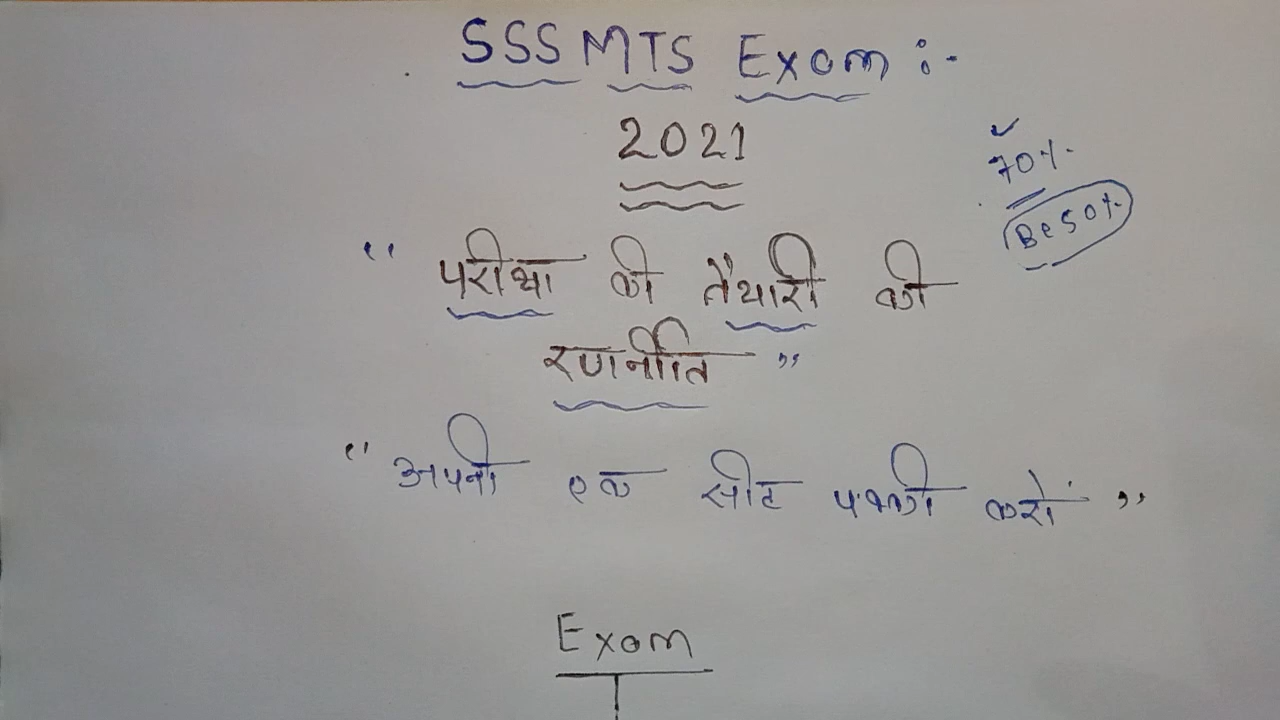 SSS MTS Exam :-
2021
70%
Be 50%
" परीक्षा की तैयारी की
रणनीति "
" अपनी एक सीट पक्की करों "
Exam